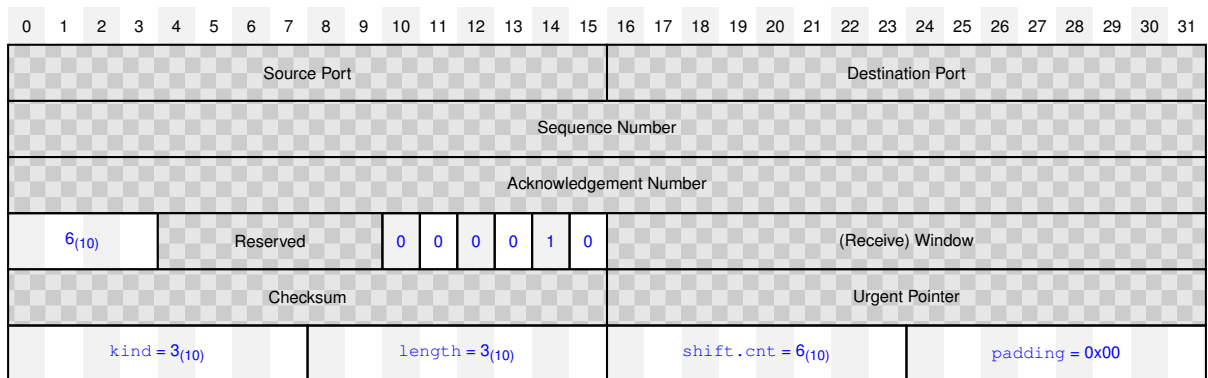 0 1 2 3 4 5 6 7 8 9 10 11 12 13 14 15 16 17 18 19 20 21 22 23 24 25 26 27 28 29 30 31
Source Port Destination Port
Sequence Number
Acknowledgement Number
6(10) Reserved 0 0 0 0 1 0 (Receive) Window
Checksum Urgent Pointer
kind = 3(10) length = 3(10) shift.cnt = 6(10) padding = 0x00